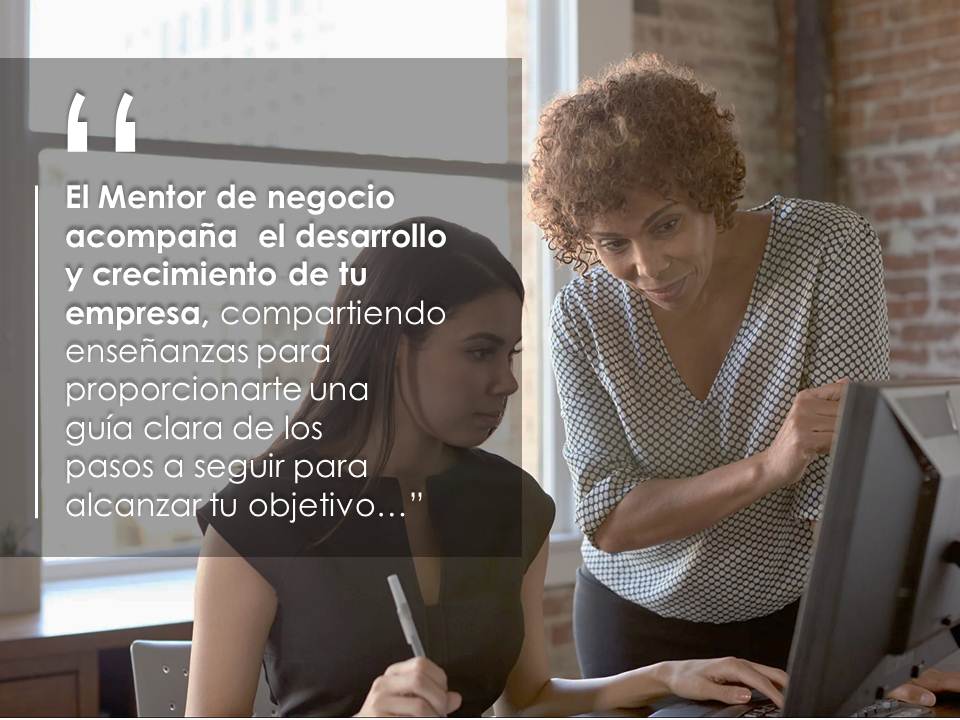 “
El Mentor de negocio
acompaña  el desarrollo
y crecimiento de tu
empresa, compartiendo
enseñanzas para
proporcionarte una
guía clara de los
pasos a seguir para
alcanzar tu objetivo…”